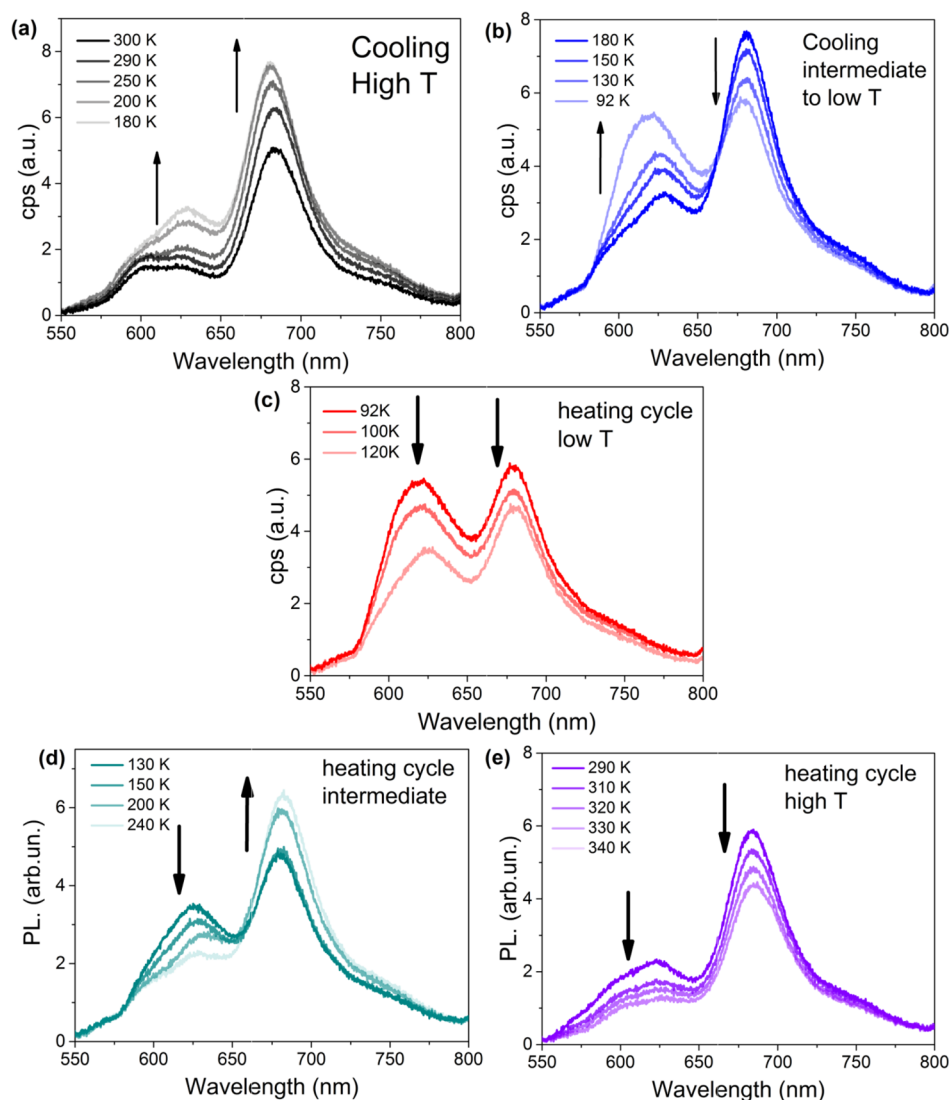 (a)
300 K
290 K
250 K
200 K
180 K
Cooling
High T
cps (a.u.)
8
6
4
2
0
550 600 650 700 750 800
Wavelength (nm)
(b)
180 K
150 K
130 K
92 K
Cooling
intermediate
to low T
cps (a.u.)
8
6
4
2
0
550 600 650 700 750 800
Wavelength (nm)
(c)
92K
100K
120K
heating cycle
low T
cps (a.u.)
8
6
4
2
0
550 600 650 700 750 800
Wavelength (nm)
(d)
130 K
150 K
200 K
240 K
heating cycle
intermediate
PL. (arb.un.)
6
4
2
0
550 600 650 700 750 800
Wavelength (nm)
(e)
290 K
310 K
320 K
330 K
340 K
heating cycle
high T
PL. (arb.un.)
8
6
4
2
0
550 600 650 700 750 800
Wavelength (nm)